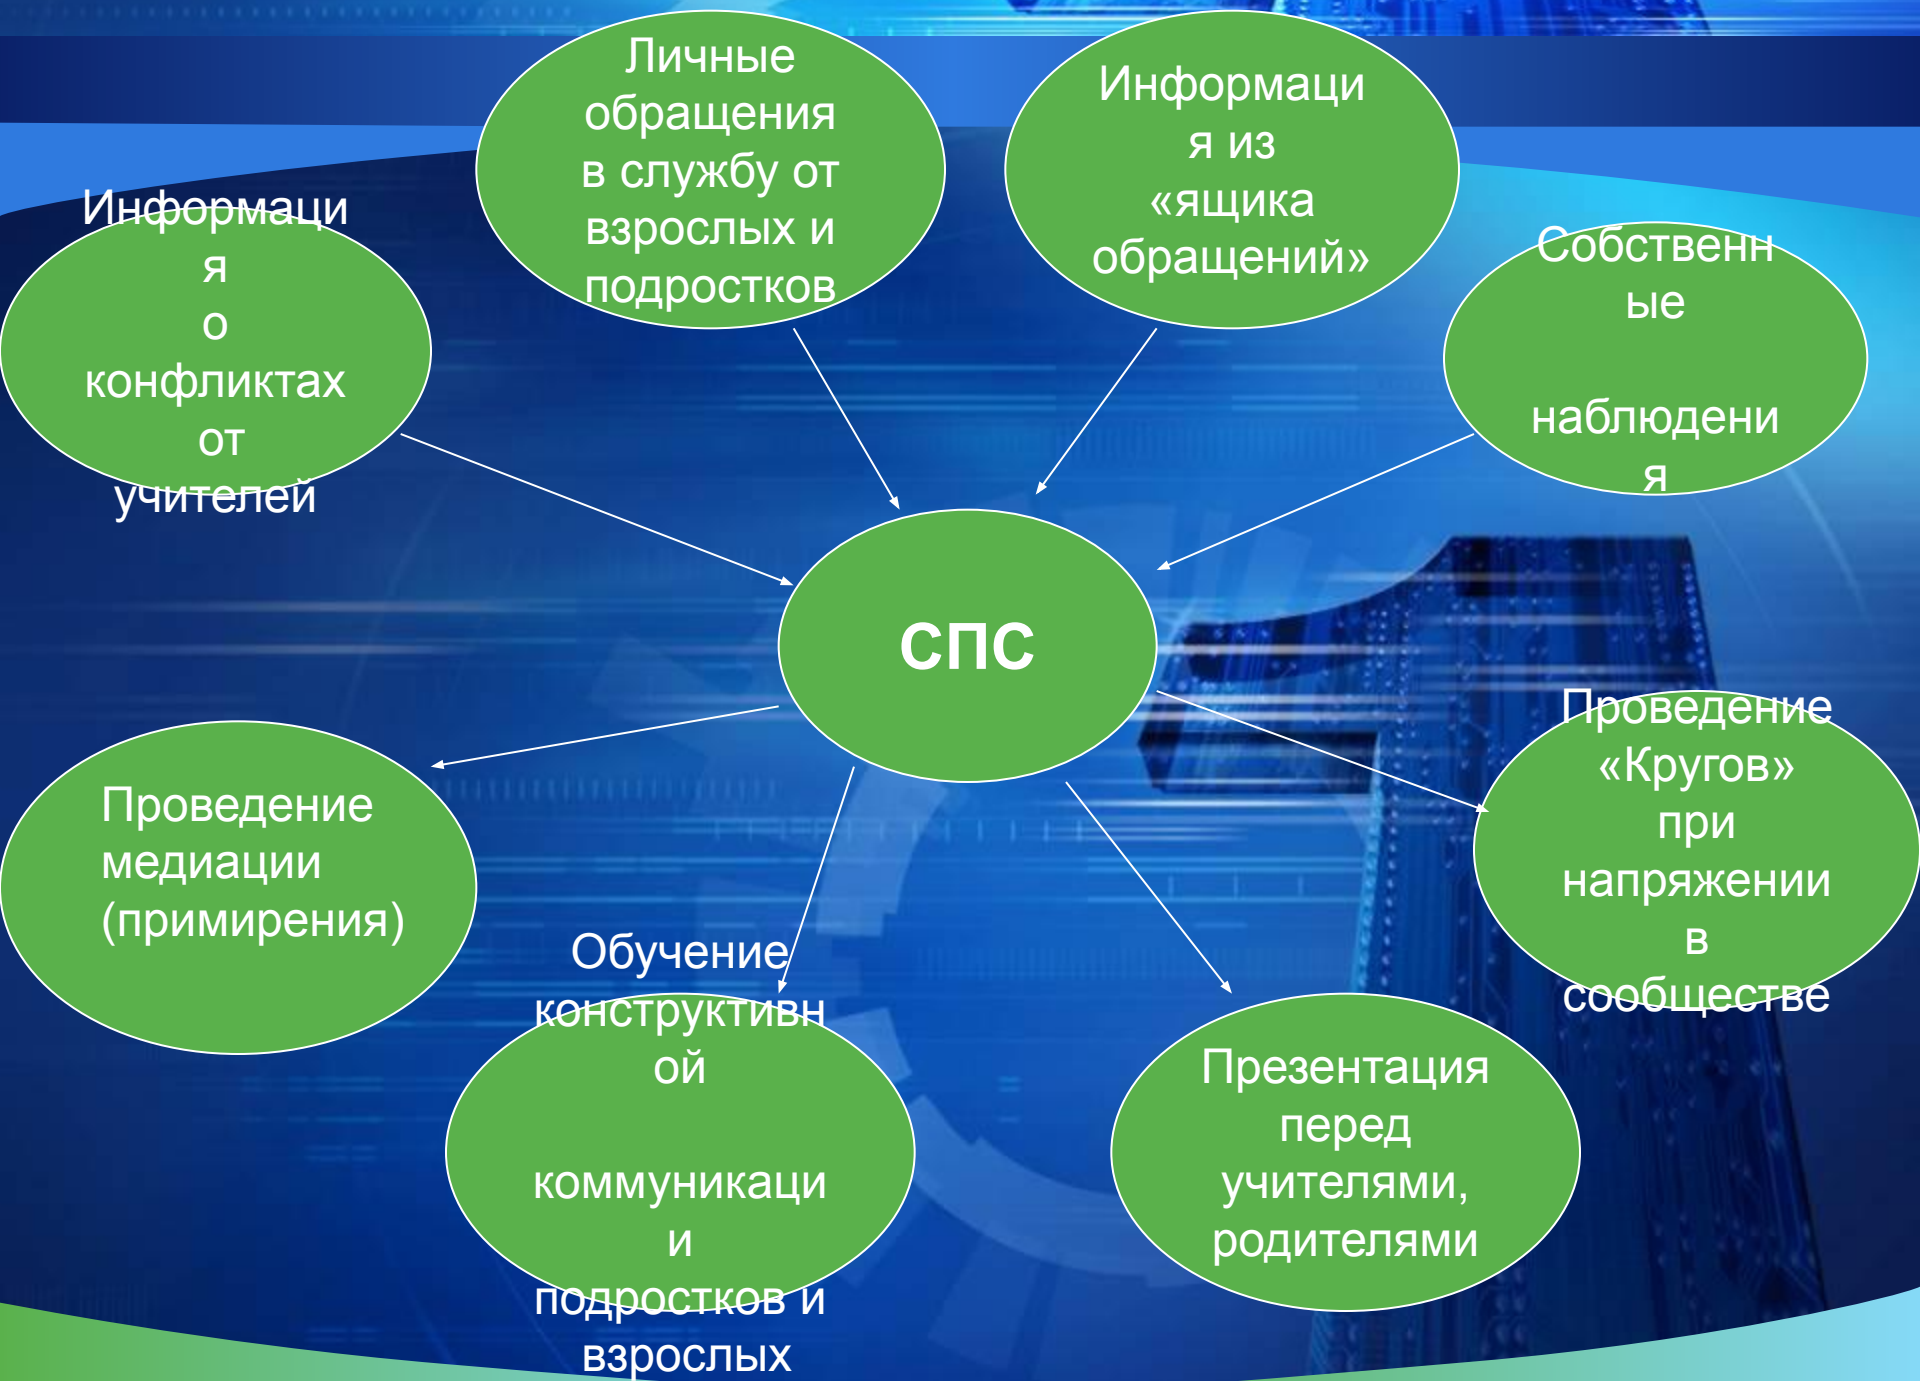 Информаци
я
о
конфликтах
от
учителей
Личные
обращения
в службу от
взрослых и
подростков
Информаци
я из
«ящика
обращений»
Собственн
ые
наблюдени
я
СПС
Проведение
медиации
(примирения)
Обучение
конструктивн
ой
коммуникаци
и
подростков и
взрослых
Презентация
перед
учителями,
родителями
Проведение
«Кругов»
при
напряжении
в
сообществе